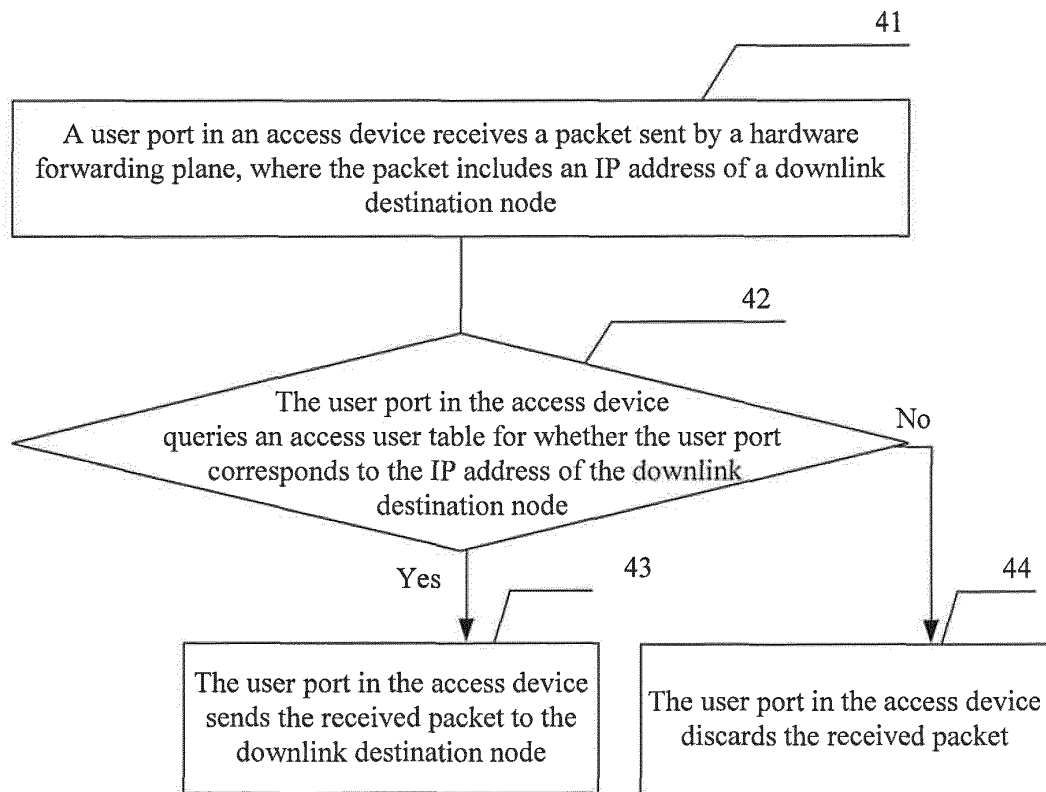 41
A user port in an access device receives a packet sent by a hardware
forwarding plane, where the packet includes an IP address of a downlink
destination node
42
The user port in the access device
queries an access user table for whether the user port
corresponds to the IP address of the downlink
destination node
No
Yes
43
The user port in the access device
sends the received packet to the
downlink destination node
44
The user port in the access device
discards the received packet